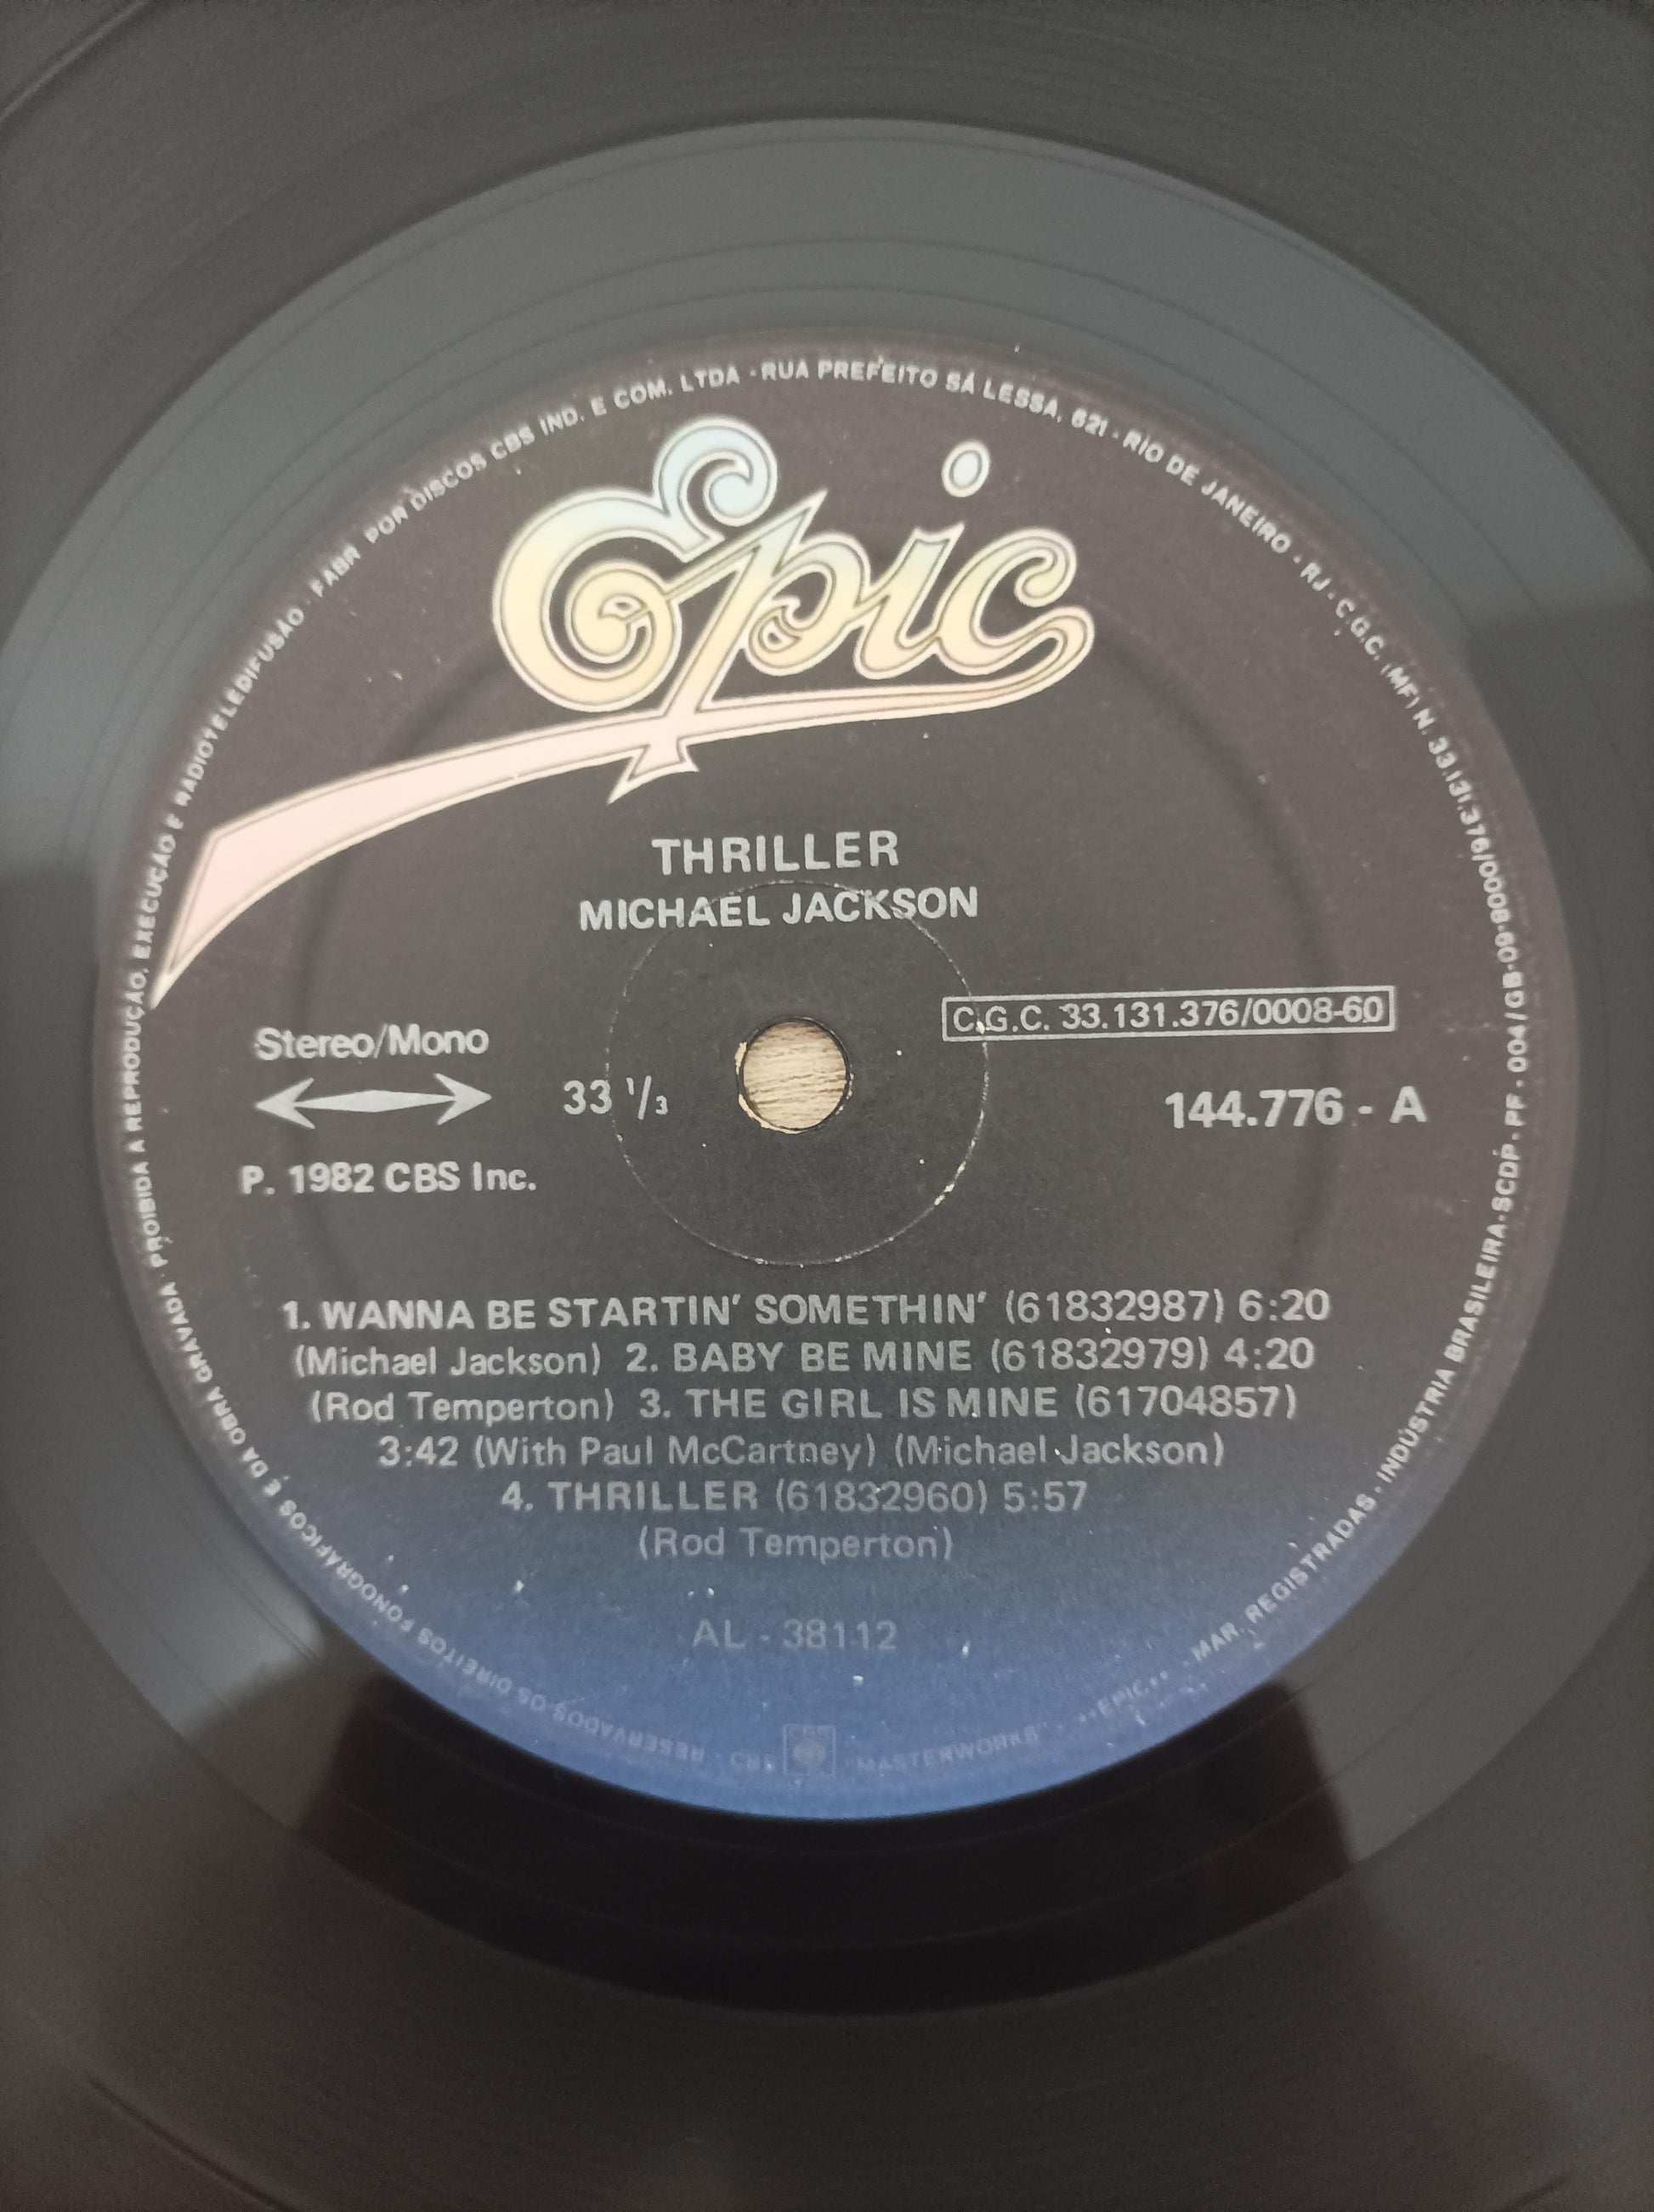 Epic
THRILLER
MICHAEL JACKSON
Stereo/Mono
33 1/3
P. 1982 CBS Inc.
C.G.C. 33.131.376/0008-60
144.776 - A
1. WANNA BE STARTIN' SOMETHIN' (61832987) 6:20
(Michael Jackson) 2. BABY BE MINE (61832979) 4:20
(Rod Temperton) 3. THE GIRL IS MINE (61704857)
3:42 (With Paul McCartney) (Michael Jackson)
4. THRILLER (61832960) 5:57
(Rod Temperton)
AL - 38112
RESERVADOS OS DIREITOS FONOGRÁFICOS E DA OBRA GRAVADA · PROIBIDA A REPRODUÇÃO, EXECUÇÃO E RADIOTELEDIFUSÃO · FABR POR DISCOS CBS IND. E COM. LTDA · RUA PREFEITO SÁ LESSA, 621 · RIO DE JANEIRO · RJ · C.G.C. (MF) N. 33.131.376/0008-60 · SCDP. PF. 004/GB · INDÚSTRIA BRASILEIRA · MAR. REGISTRADAS · "EPIC" · MASTERWORKS" · CBS